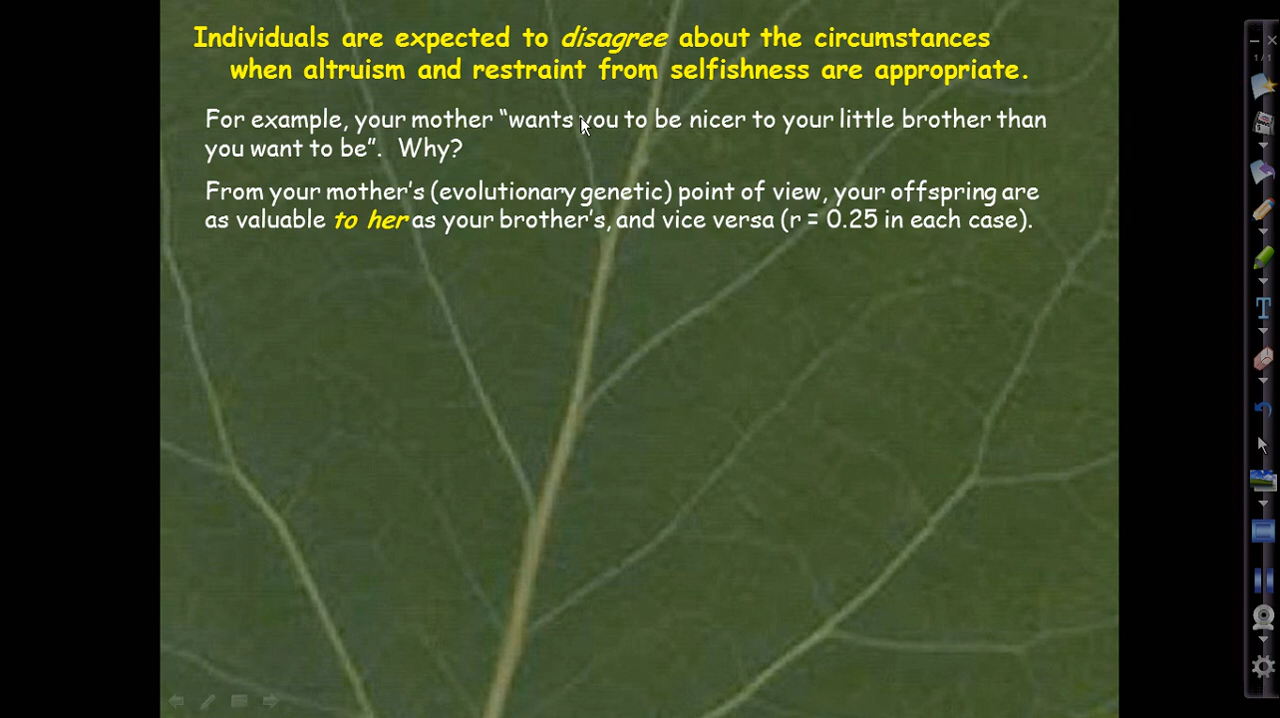 Individuals are expected to disagree about the circumstances
when altruism and restraint from selfishness are appropriate.
For example, your mother “wants you to be nicer to your little brother than
you want to be”. Why?
From your mother’s (evolutionary genetic) point of view, your offspring are
as valuable to her as your brother’s, and vice versa (r = 0.25 in each case).
1/1